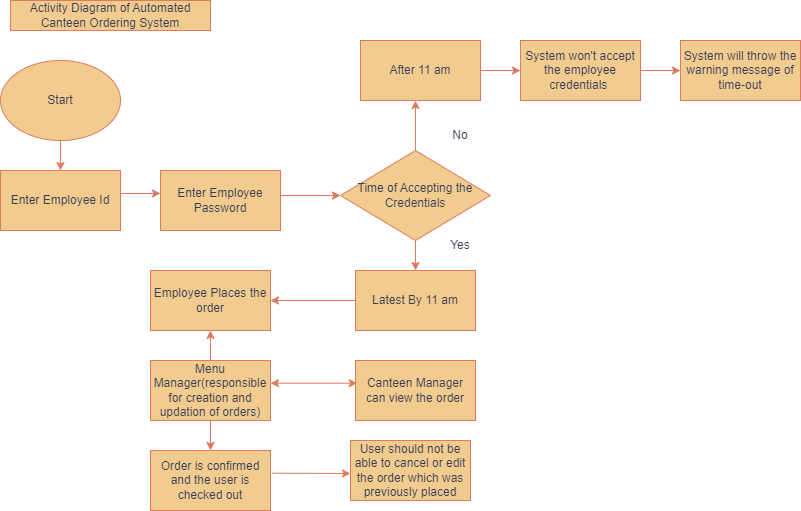 Activity Diagram of Automated
Canteen Ordering System
Start
After 11 am
System won't accept
the employee
credentials
System will throw the
warning message of
time-out
No
Enter Employee Id
Enter Employee
Password
Time of Accepting the
Credentials
Yes
Employee Places the
order
Latest By 11 am
Menu
Manager(responsible
for creation and
updation of orders)
Canteen Manager
can view the order
Order is confirmed
and the user is
checked out
User should not be
able to cancel or edit
the order which was
previously placed